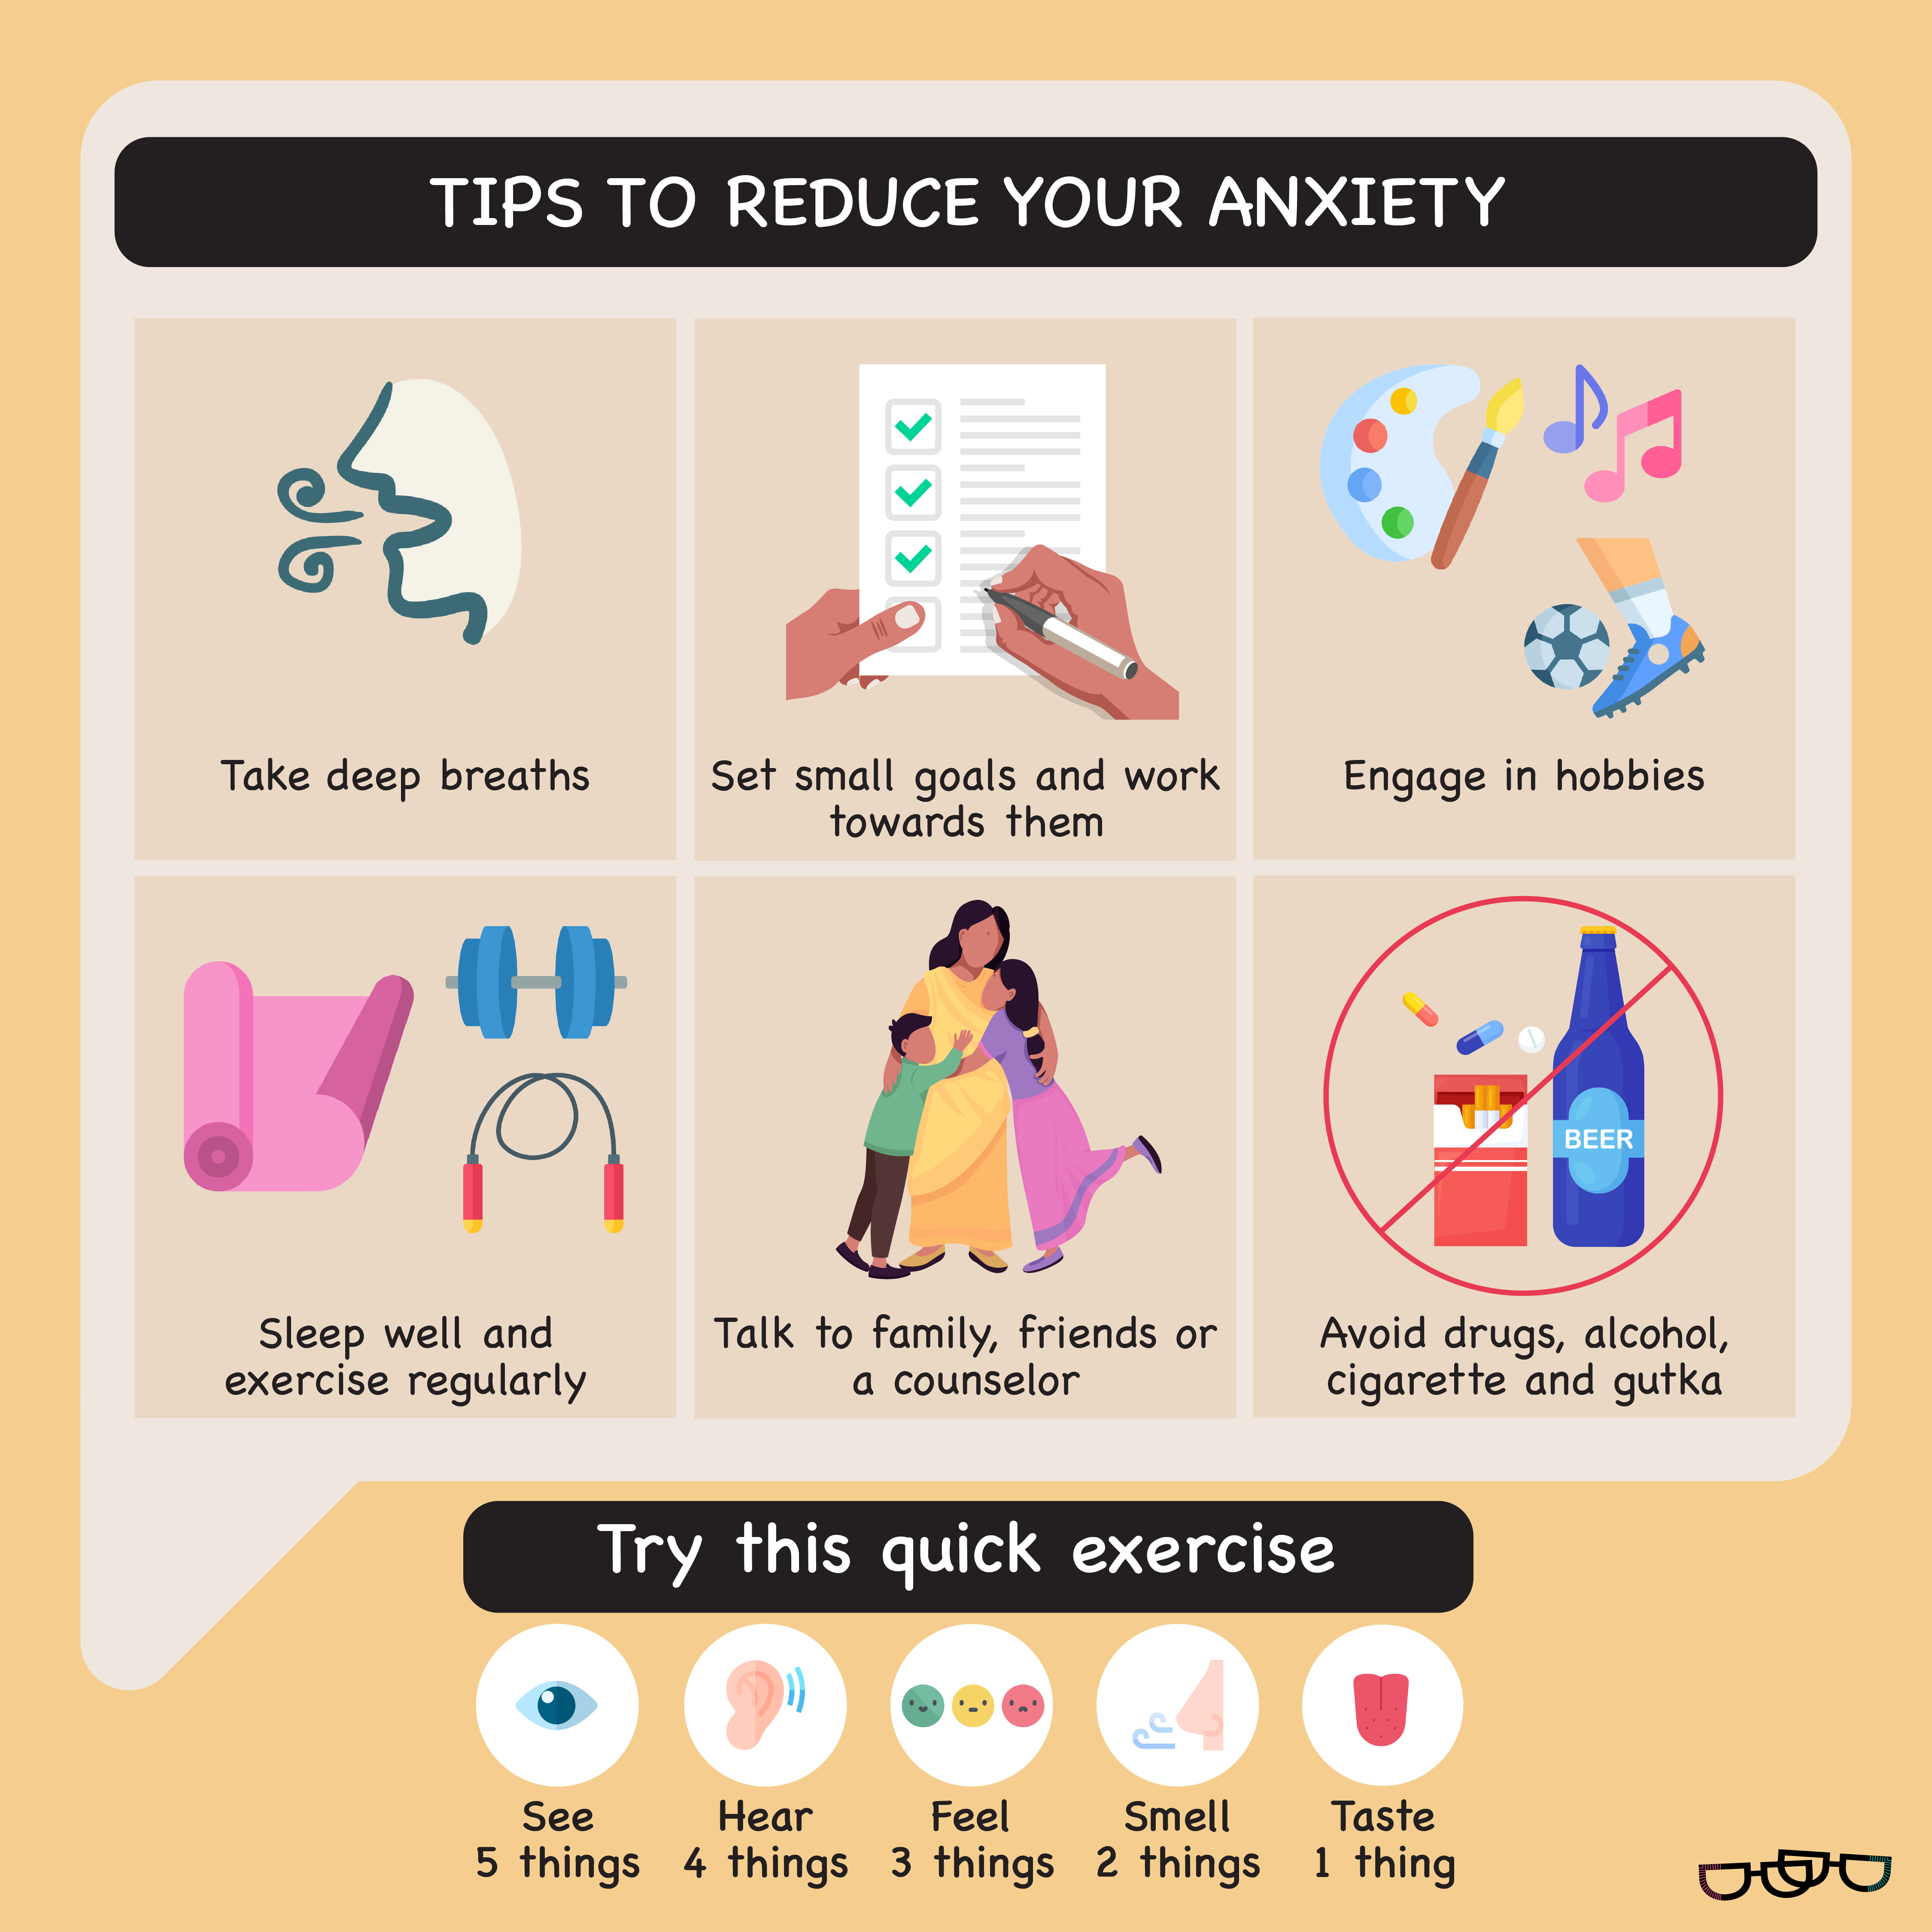 TIPS TO REDUCE YOUR ANXIETY
Take deep breaths
Set small goals and work
towards them
Engage in hobbies
Sleep well and
exercise regularly
Talk to family, friends or
a counselor
BEER
Avoid drugs, alcohol,
cigarette and gutka
Try this quick exercise
See
5 things
Hear
4 things
Feel
3 things
Smell
2 things
Taste
1 thing